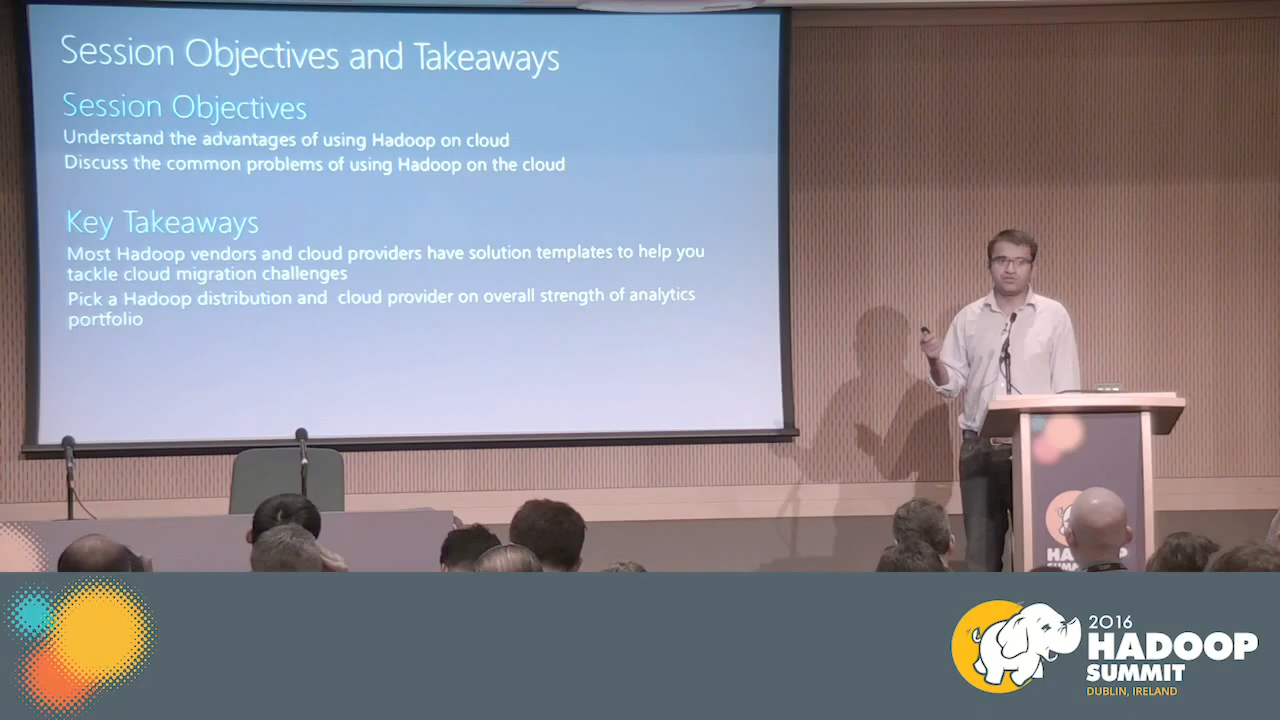 Session Objectives and Takeaways
Session Objectives
Understand the advantages of using Hadoop on cloud
Discuss the common problems of using Hadoop on the cloud
Key Takeaways
Most Hadoop vendors and cloud providers have solution templates to help you
tackle cloud migration challenges
Pick a Hadoop distribution and cloud provider on overall strength of analytics
portfolio
2016
HADOOP
SUMMIT
DUBLIN, IRELAND